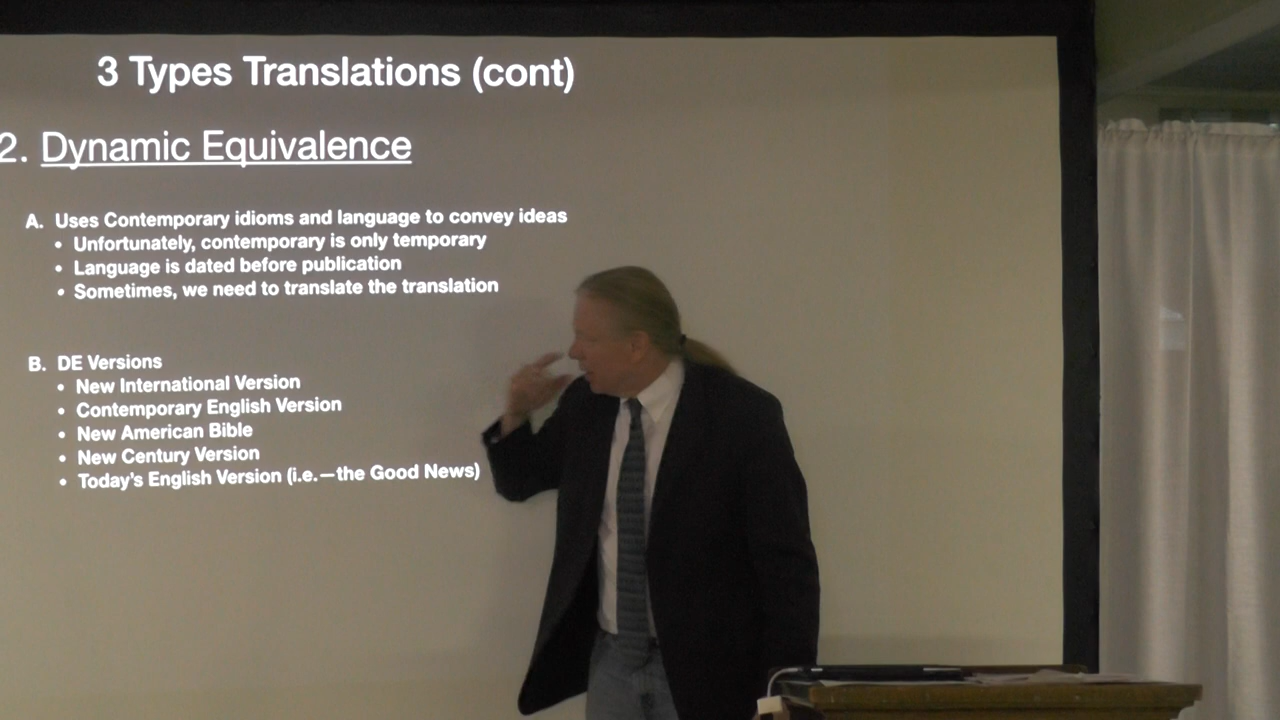 3 Types Translations (cont)
2. Dynamic Equivalence
A. Uses Contemporary idioms and language to convey ideas
• Unfortunately, contemporary is only temporary
• Language is dated before publication
• Sometimes, we need to translate the translation
B. DE Versions
• New International Version
• Contemporary English Version
• New American Bible
• New Century Version
• Today's English Version (i.e.—the Good News)